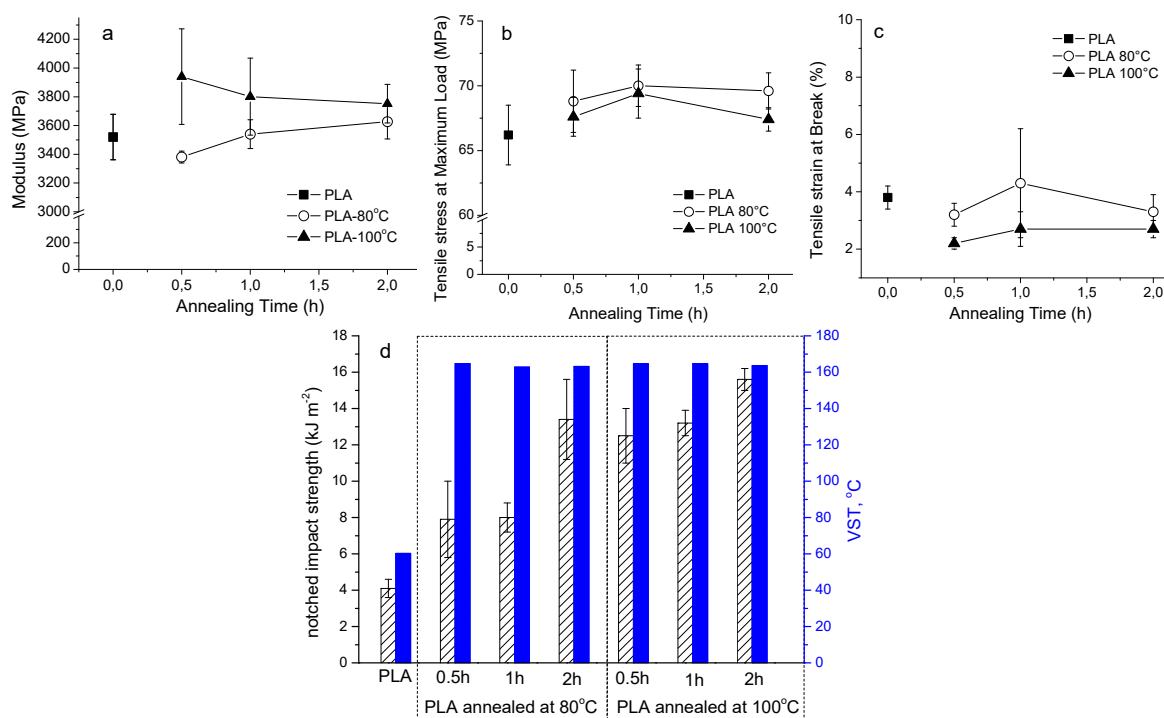 a
4200
4000
3800
3600
3400
3200
3000
200
0
Modulus (MPa)
PLA
PLA-80°C
PLA-100°C
0,0 0,5 1,0 1,5 2,0
Annealing Time (h)
b
75
70
65
60
5
0
Tensile stress at Maximum Load (MPa)
PLA
PLA 80°C
PLA 100°C
0,0 0,5 1,0 1,5 2,0
Annealing Time (h)
c
10
8
6
4
2
Tensile strain at Break (%)
PLA
PLA 80°C
PLA 100°C
0,0 0,5 1,0 1,5 2,0
Annealing Time (h)
d
18
16
14
12
10
8
6
4
2
0
notched impact strength (kJ m-2)
180
160
140
120
100
80
60
40
20
0
VST, °C
PLA 0.5h 1h 2h 0.5h 1h 2h
PLA annealed at 80°C PLA annealed at 100°C